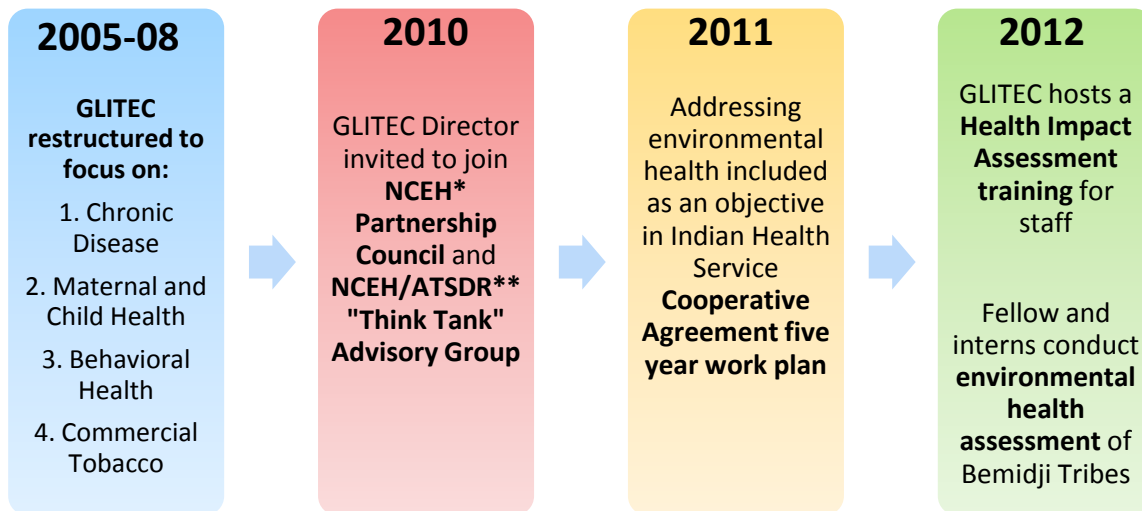 2005-08
GLITEC
restructured to
focus on:
1. Chronic
Disease
2. Maternal and
Child Health
3. Behavioral
Health
4. Commercial
Tobacco
2010
GLITEC Director
invited to join
NCEH*
Partnership
Council and
NCEH/ATSDR**
"Think Tank"
Advisory Group
2011
Addressing
environmental
health included
as an objective
in Indian Health
Service
Cooperative
Agreement five
year work plan
2012
GLITEC hosts a
Health Impact
Assessment
training for
staff
Fellow and
interns conduct
environmental
health
assessment of
Bemidji Tribes